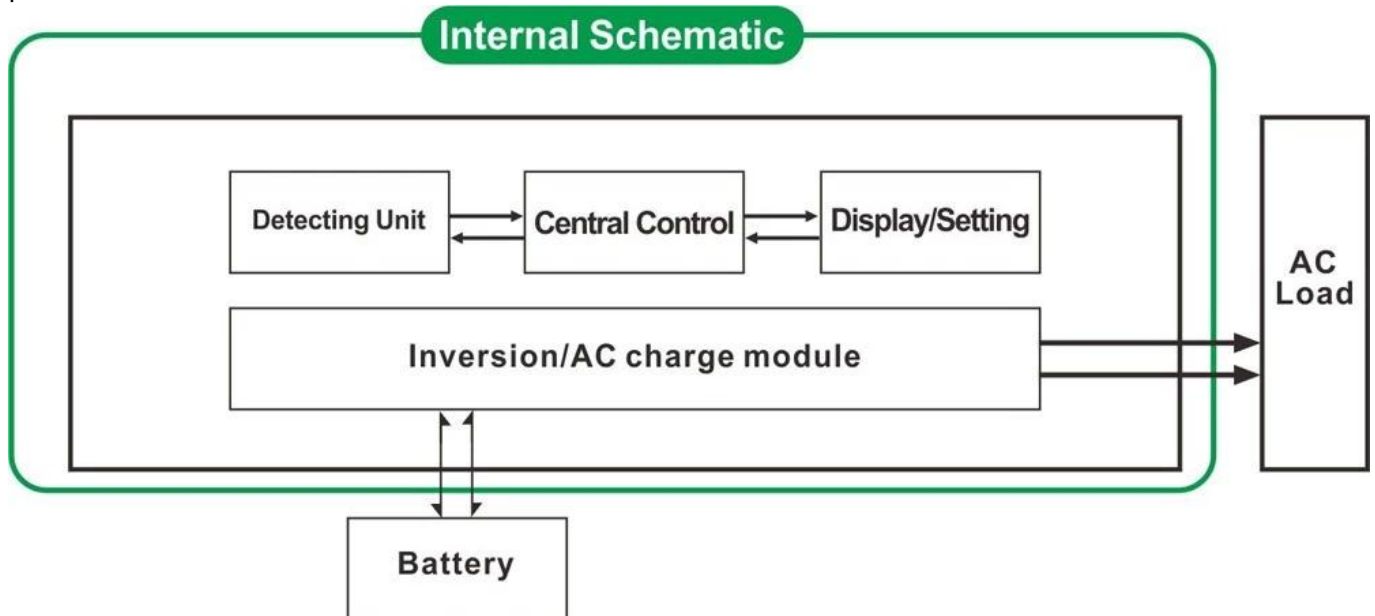 Internal Schematic
Detecting Unit
Central Control
Display/Setting
AC
Load
Inversion/AC charge module
Battery